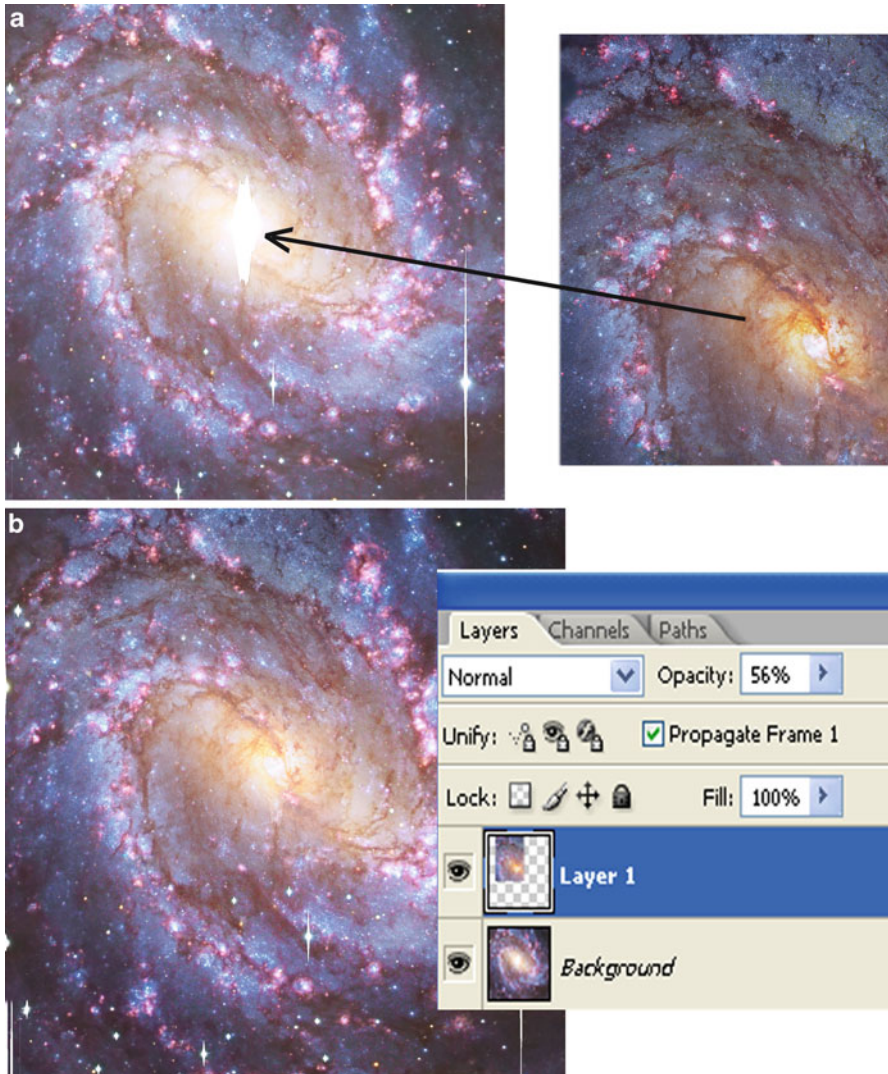 a
b
Layers Channels Paths
Normal Opacity: 56%
Unify: Propagate Frame 1
Lock: Fill: 100%
Layer 1
Background